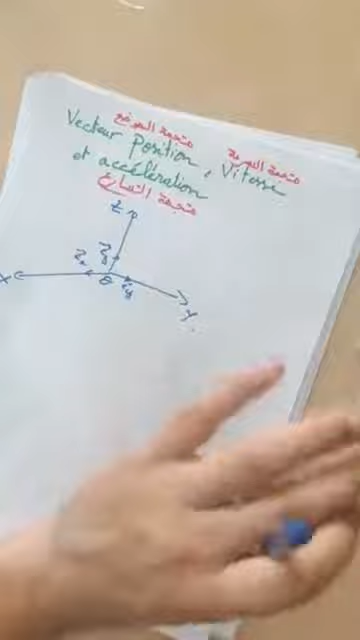 متجهة الموضع
Vecteur Position , Vitesse
متجهة السرعة
et accélération
متجهة التسارع
Z
X
O
Y